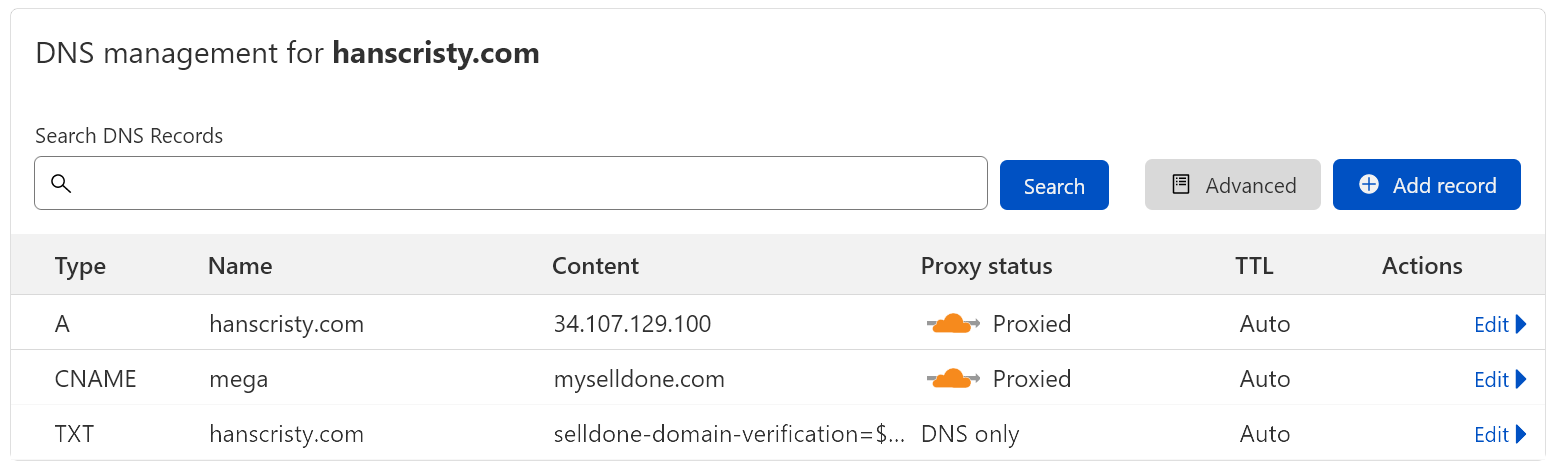 DNS management for hanscristy.com
Search DNS Records
Search
Advanced
Add record
Type Name Content Proxy status TTL Actions
A hanscristy.com 34.107.129.100 Proxied Auto Edit
CNAME mega myselldone.com Proxied Auto Edit
TXT hanscristy.com selldone-domain-verification=$... DNS only Auto Edit